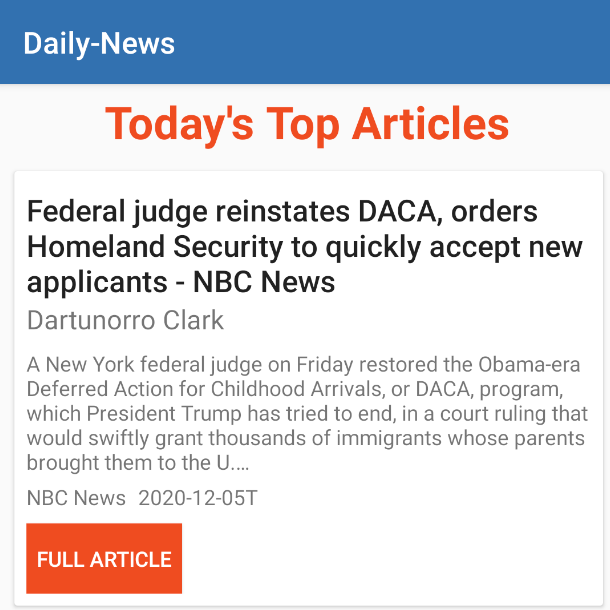 Daily-News
Today's Top Articles
Federal judge reinstates DACA, orders
Homeland Security to quickly accept new
applicants - NBC News
Dartunorro Clark
A New York federal judge on Friday restored the Obama-era
Deferred Action for Childhood Arrivals, or DACA, program,
which President Trump has tried to end, in a court ruling that
would swiftly grant thousands of immigrants whose parents
brought them to the U.…
NBC News 2020-12-05T
FULL ARTICLE